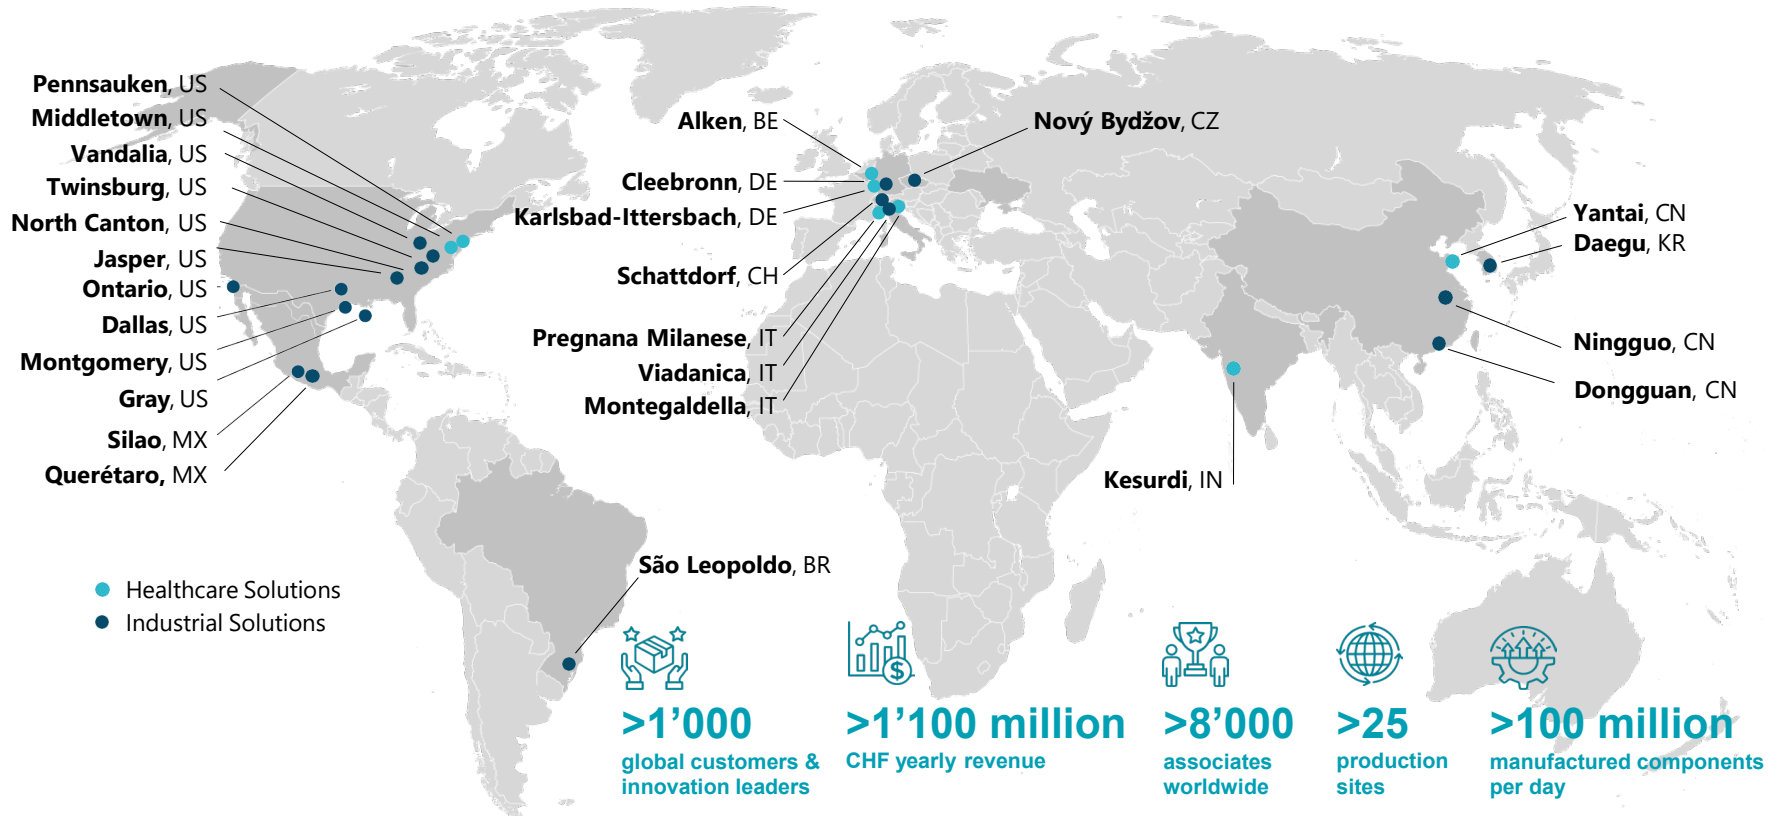 Pennsauken, US
Middletown, US
Vandalia, US
Twinsburg, US
North Canton, US
Jasper, US
Ontario, US
Dallas, US
Montgomery, US
Gray, US
Silao, MX
Querétaro, MX
Alken, BE
Nový Bydžov, CZ
Cleebronn, DE
Karlsbad-Ittersbach, DE
Schattdorf, CH
Pregnana Milanese, IT
Viadanica, IT
Montegaldella, IT
Yantai, CN
Daegu, KR
Ningguo, CN
Dongguan, CN
Kesurdi, IN
São Leopoldo, BR
Healthcare Solutions
Industrial Solutions
>1’000
global customers &
innovation leaders
>1’100 million
CHF yearly revenue
>8’000
associates
worldwide
>25
production
sites
>100 million
manufactured components
per day